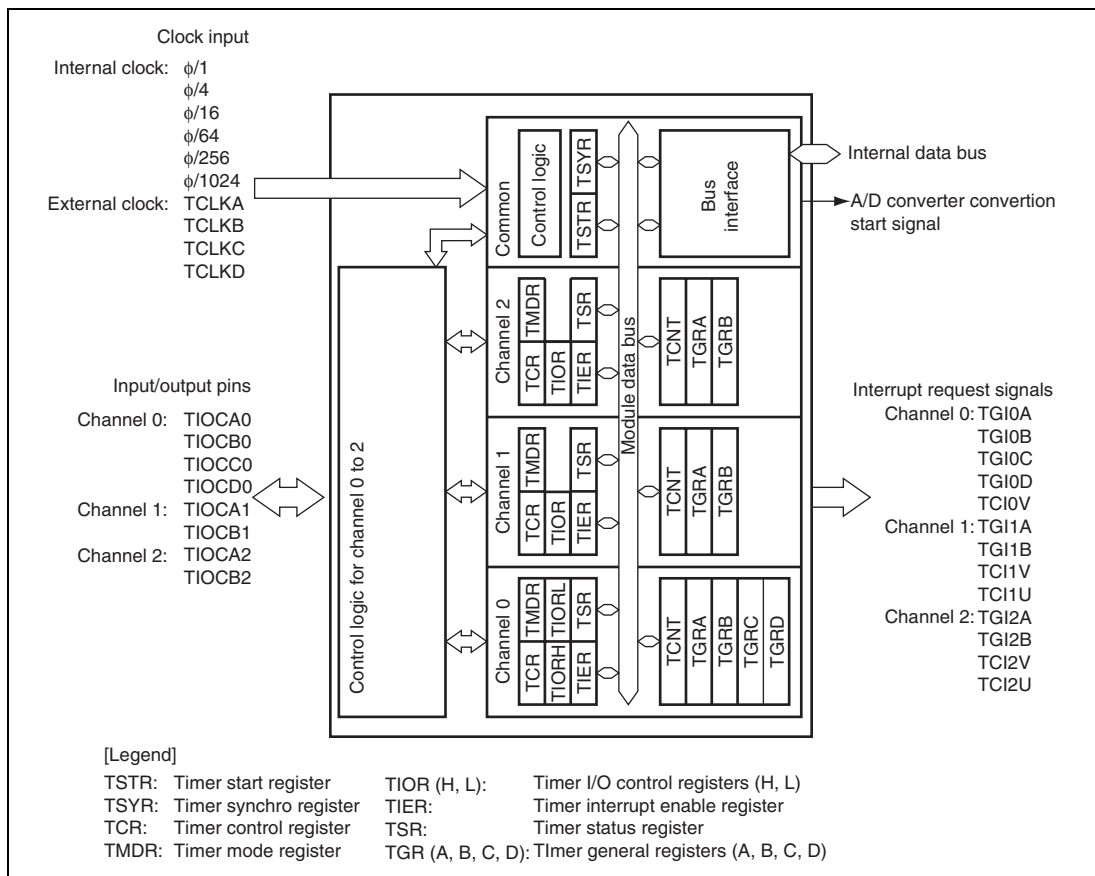 Clock input
Internal clock: ϕ/1
ϕ/4
ϕ/16
ϕ/64
ϕ/256
ϕ/1024
External clock: TCLKA
TCLKB
TCLKC
TCLKD
Input/output pins
Channel 0: TIOCA0
TIOCB0
TIOCC0
TIOCD0
Channel 1: TIOCA1
TIOCB1
Channel 2: TIOCA2
TIOCB2
Control logic for channel 0 to 2
Common
Control logic
TSTR TSYR
Bus
interface
Module data bus
Channel 2
TCR TMDR
TIOR
TIER TSR
TCNT
TGRA
TGRB
Channel 1
TCR TMDR
TIOR
TIER TSR
TCNT
TGRA
TGRB
Channel 0
TCR TMDR
TIORH TIORL
TIER TSR
TCNT
TGRA
TGRB
TGRC
TGRD
Internal data bus
A/D converter convertion
start signal
Interrupt request signals
Channel 0: TGI0A
TGI0B
TGI0C
TGI0D
TCI0V
Channel 1: TGI1A
TGI1B
TCI1V
TCI1U
Channel 2: TGI2A
TGI2B
TCI2V
TCI2U
[Legend]
TSTR: Timer start register
TSYR: Timer synchro register
TCR: Timer control register
TMDR: Timer mode register
TIOR (H, L): Timer I/O control registers (H, L)
TIER: Timer interrupt enable register
TSR: Timer status register
TGR (A, B, C, D): TImer general registers (A, B, C, D)